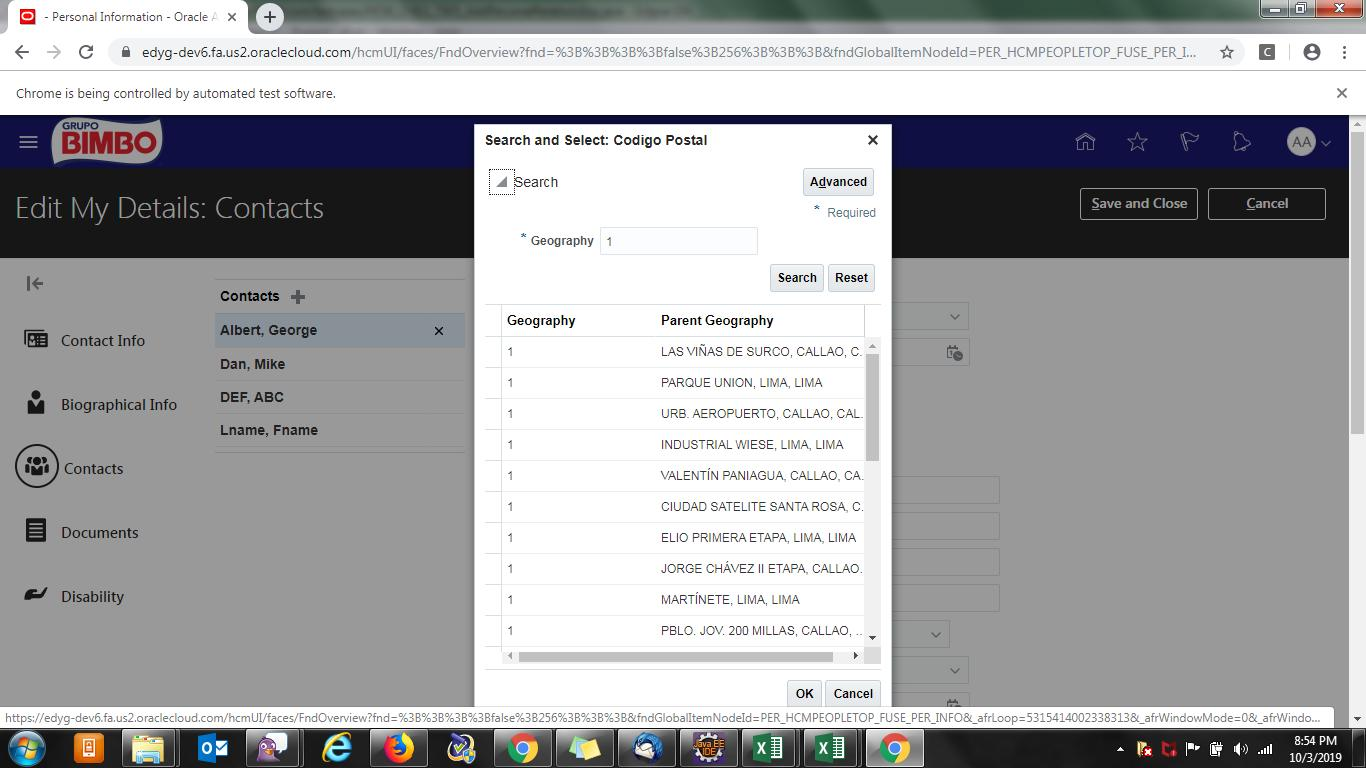 - Personal Information - Oracle A
edyg-dev6.fa.us2.oraclecloud.com/hcmUI/faces/FndOverview?fnd=%3B%3B%3B%3Bfalse%3B256%3B%3B%3B&fndGlobalItemNodeId=PER_HCMPEOPLETOP_FUSE_PER_I...
Chrome is being controlled by automated test software.
GRUPO
BIMBO
AA
Edit My Details: Contacts
Save and Close
Cancel
Contact Info
Biographical Info
Contacts
Documents
Disability
Contacts
Albert, George
Dan, Mike
DEF, ABC
Lname, Fname
Search and Select: Codigo Postal
Search
Advanced
* Required
* Geography 1
Search Reset
Geography Parent Geography
1 LAS VIÑAS DE SURCO, CALLAO, C.
1 PARQUE UNION, LIMA, LIMA
1 URB. AEROPUERTO, CALLAO, CAL.
1 INDUSTRIAL WIESE, LIMA, LIMA
1 VALENTÍN PANIAGUA, CALLAO, CA.
1 CIUDAD SATELITE SANTA ROSA, C.
1 ELIO PRIMERA ETAPA, LIMA, LIMA
1 JORGE CHÁVEZ II ETAPA, CALLAO.
1 MARTÍNETE, LIMA, LIMA
1 PBLO. JOV. 200 MILLAS, CALLAO, ..
OK Cancel
https://edyg-dev6.fa.us2.oraclecloud.com/hcmUI/faces/FndOverview?fnd=%3B%3B%3B%3Bfalse%3B256%3B%3B%3B&fndGlobalItemNodeId=PER_HCMPEOPLETOP_FUSE_PER_INFO&_afrLoop=5315414002338313&_afrWindowMode=0&_afrWindo...
Java EE
IDE
8:54 PM
10/3/2019